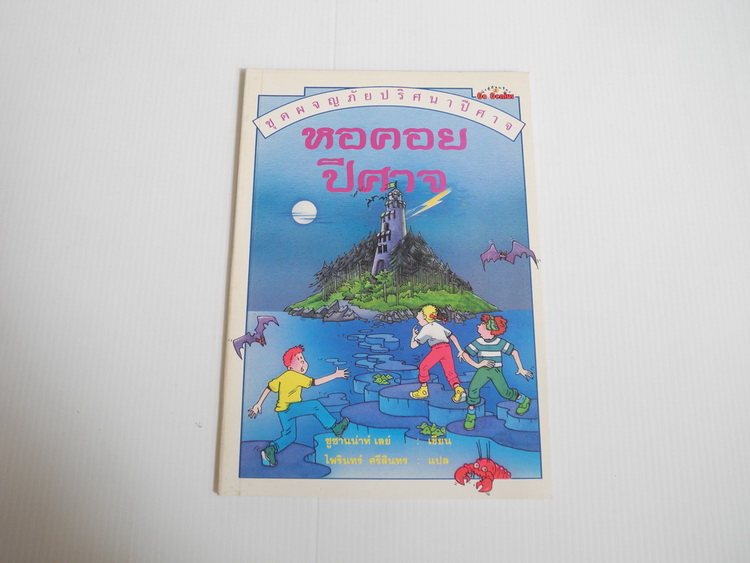 Be Genius
ชุดผจญภัยปริศนาปีศาจ
หอคอย
ปีศาจ
ซูซานน่าห์ เลย์ : เขียน
ไพรินทร์ ศรีสินทร : แปล